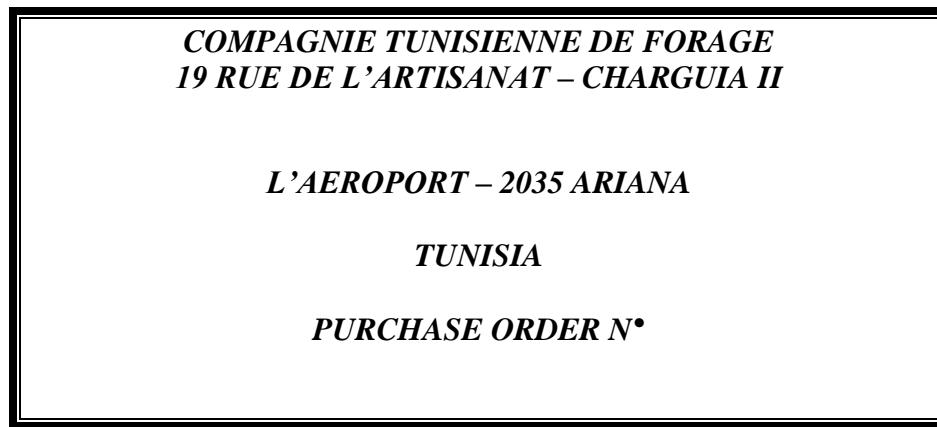 COMPAGNIE TUNISIENNE DE FORAGE
19 RUE DE L’ARTISANAT – CHARGUIA II
L’AEROPORT – 2035 ARIANA
TUNISIA
PURCHASE ORDER N•